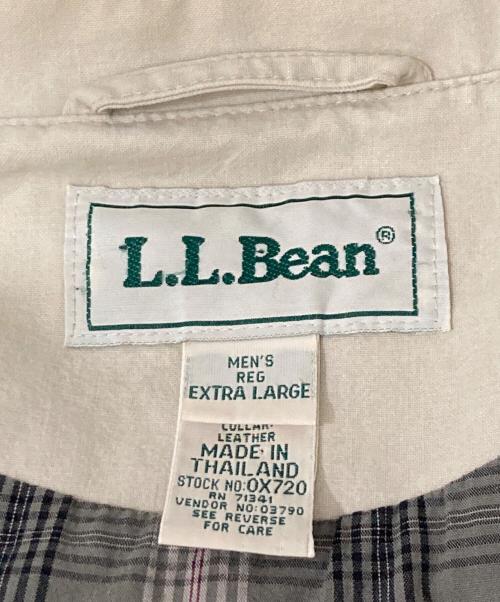 L.L.Bean®
MEN'S
REG
EXTRA LARGE
COLLAR-
LEATHER
MADE IN
THAILAND
STOCK NO:0X720
RN 71341
VENDOR NO:03790
SEE REVERSE
FOR CARE